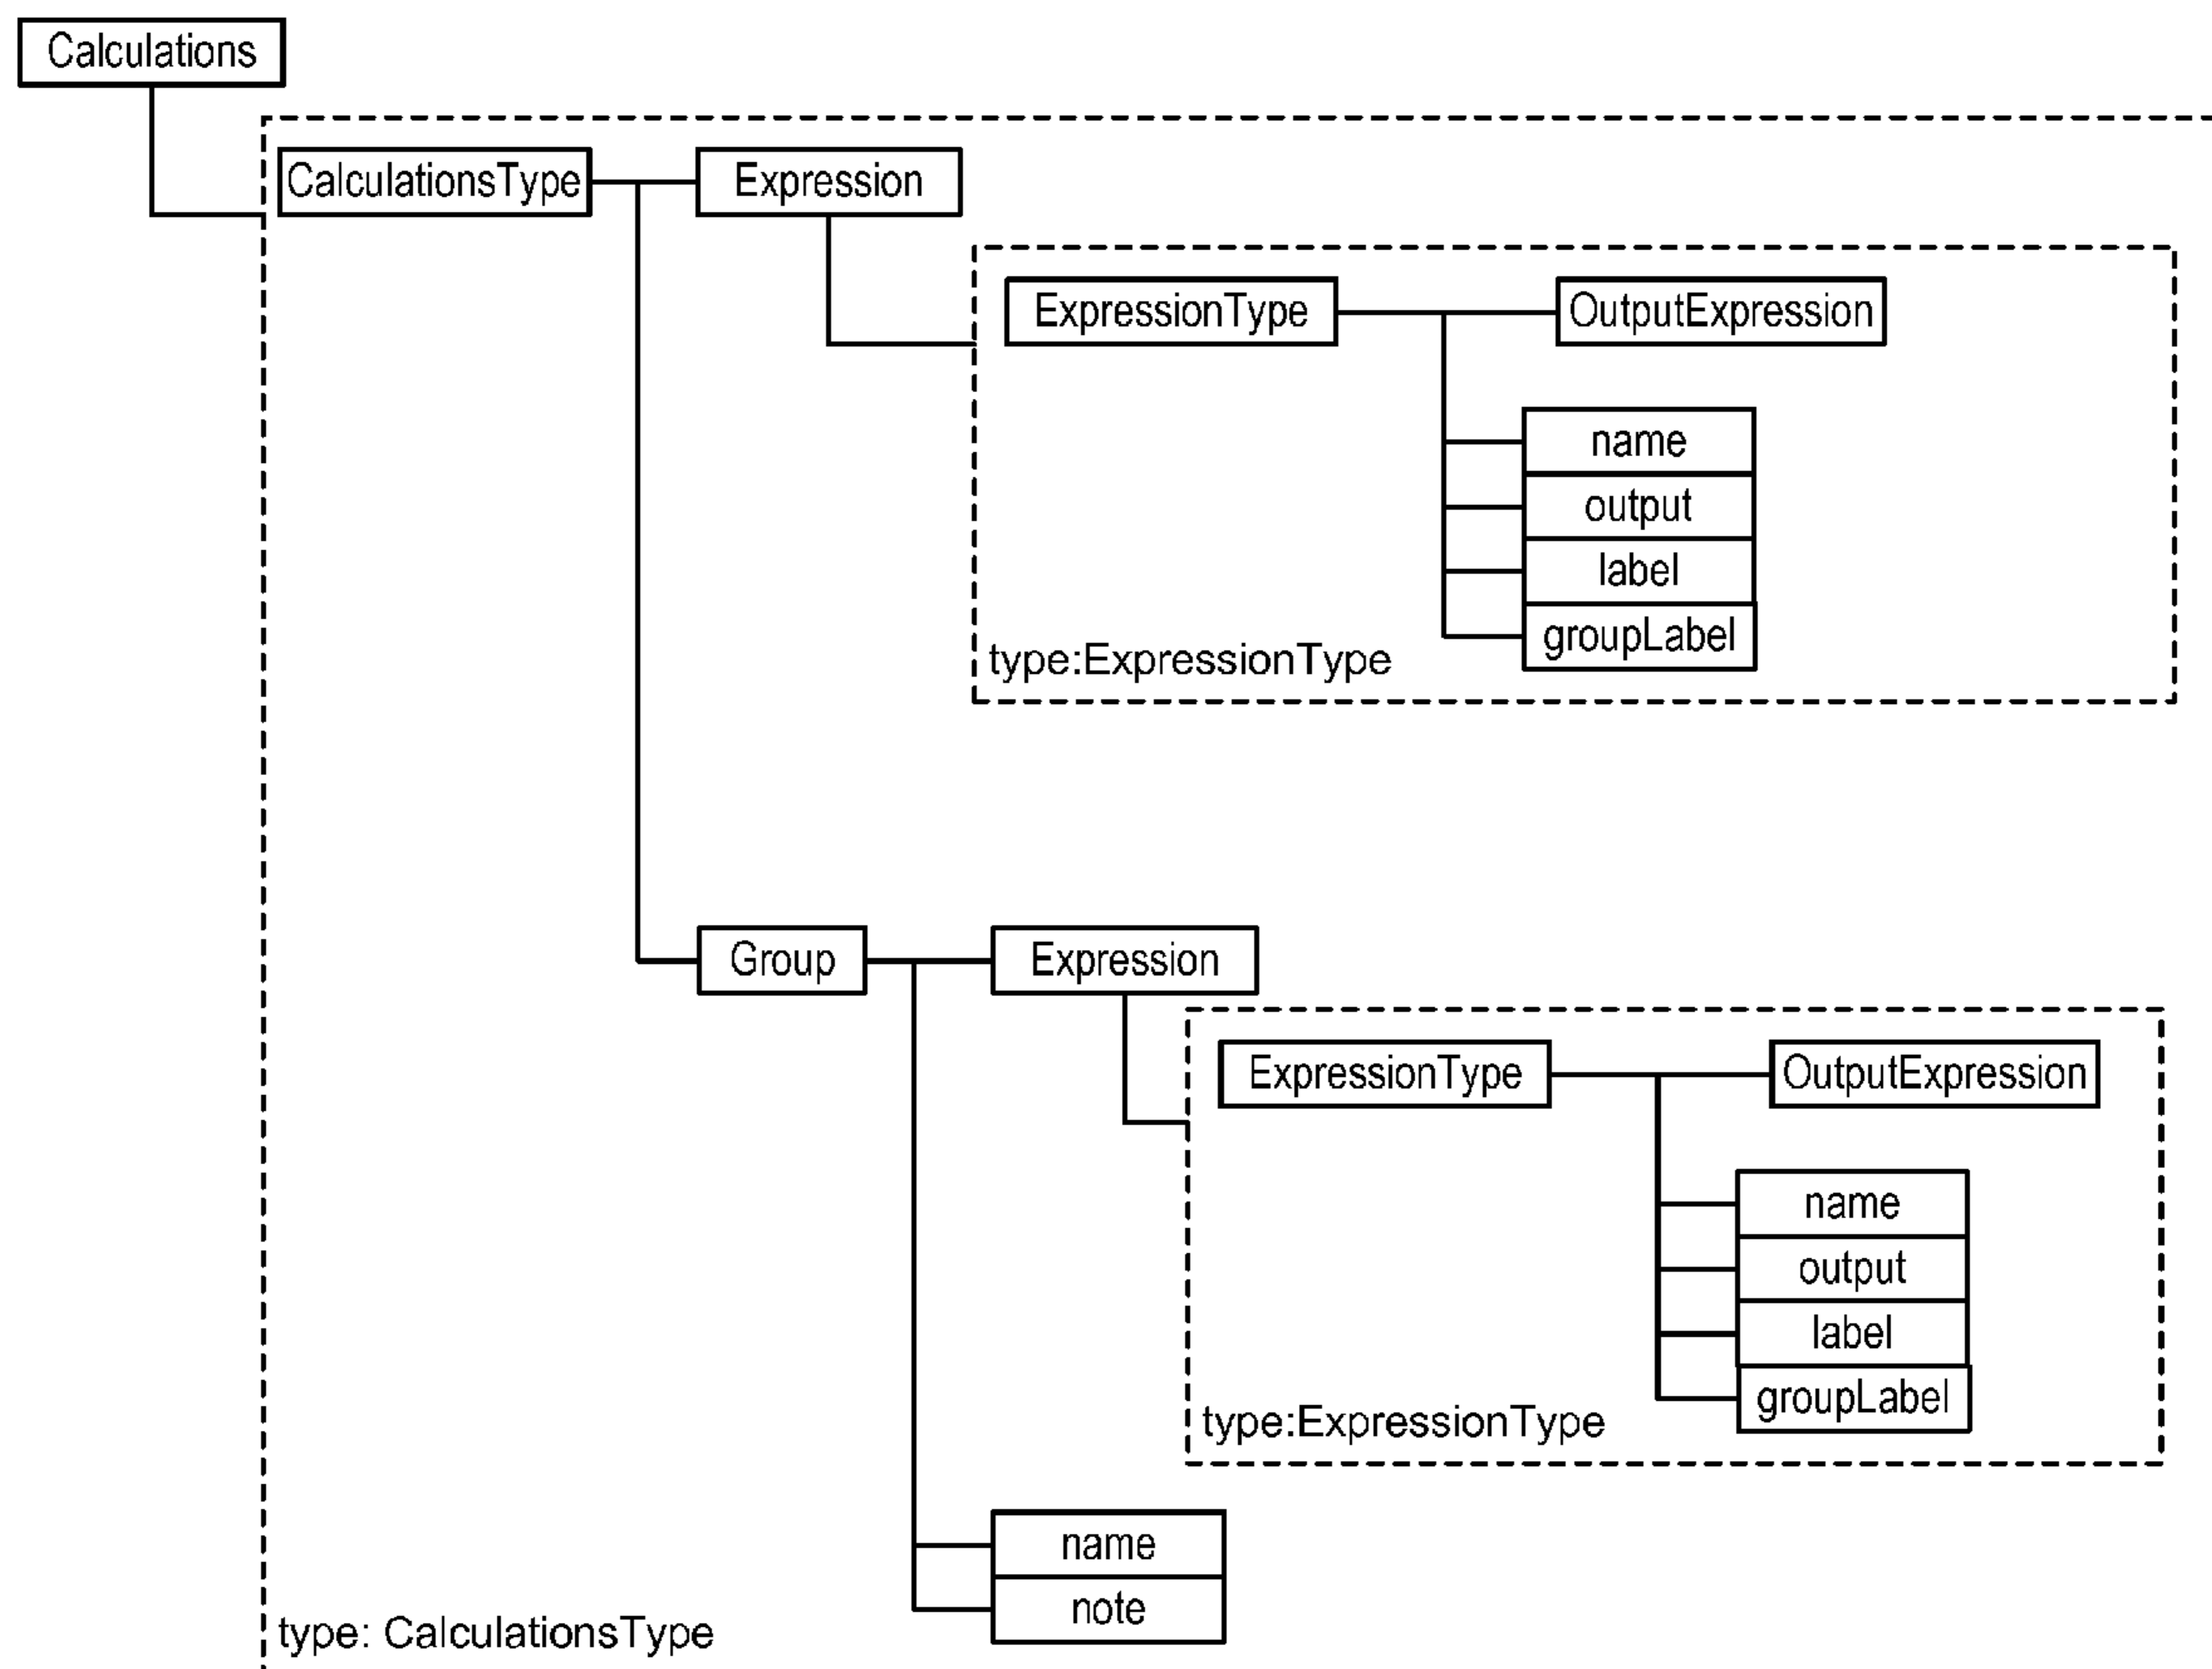 Calculations
CalculationsType
Expression
ExpressionType
OutputExpression
name
output
label
groupLabel
type:ExpressionType
Group
Expression
ExpressionType
OutputExpression
name
output
label
groupLabel
type:ExpressionType
name
note
type: CalculationsType